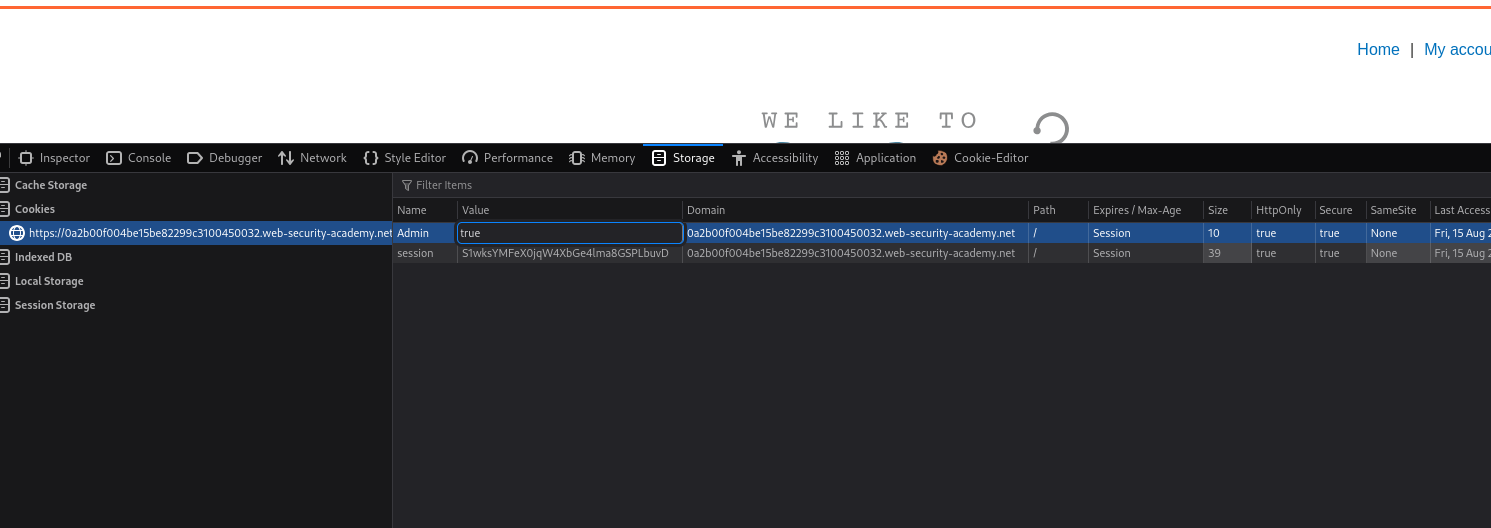 Home | My accou
WE LIKE TO
Inspector Console Debugger Network Style Editor Performance Memory Storage Accessibility Application Cookie-Editor
Cache Storage
Filter Items
Cookies
Name Value Domain Path Expires / Max-Age Size HttpOnly Secure SameSite Last Access
https://0a2b00f004be15be82299c3100450032.web-security-academy.net
Admin true 0a2b00f004be15be82299c3100450032.web-security-academy.net / Session 10 true true None Fri, 15 Aug 2
session S1wksYMFeX0jqW4XbGe4lma8GSPLbuvD 0a2b00f004be15be82299c3100450032.web-security-academy.net / Session 39 true true None Fri, 15 Aug 2
Indexed DB
Local Storage
Session Storage